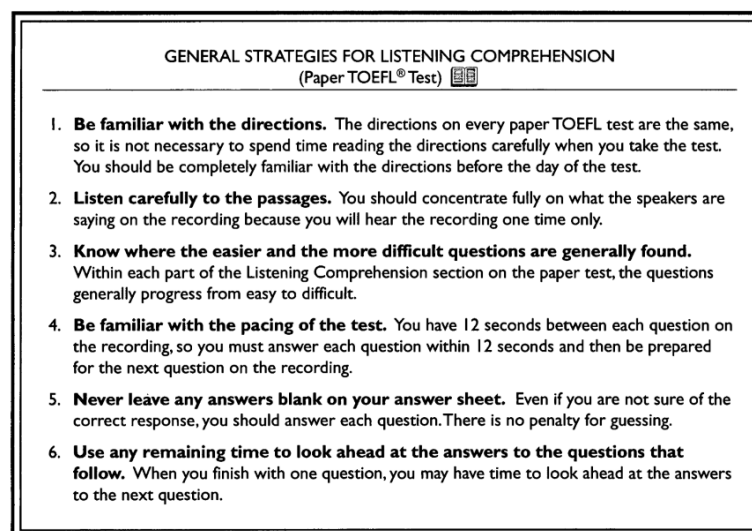 GENERAL STRATEGIES FOR LISTENING COMPREHENSION
(Paper TOEFL® Test)
1. Be familiar with the directions. The directions on every paper TOEFL test are the same,
so it is not necessary to spend time reading the directions carefully when you take the test.
You should be completely familiar with the directions before the day of the test.
2. Listen carefully to the passages. You should concentrate fully on what the speakers are
saying on the recording because you will hear the recording one time only.
3. Know where the easier and the more difficult questions are generally found.
Within each part of the Listening Comprehension section on the paper test, the questions
generally progress from easy to difficult.
4. Be familiar with the pacing of the test. You have 12 seconds between each question on
the recording, so you must answer each question within 12 seconds and then be prepared
for the next question on the recording.
5. Never leave any answers blank on your answer sheet. Even if you are not sure of the
correct response, you should answer each question. There is no penalty for guessing.
6. Use any remaining time to look ahead at the answers to the questions that
follow. When you finish with one question, you may have time to look ahead at the answers
to the next question.